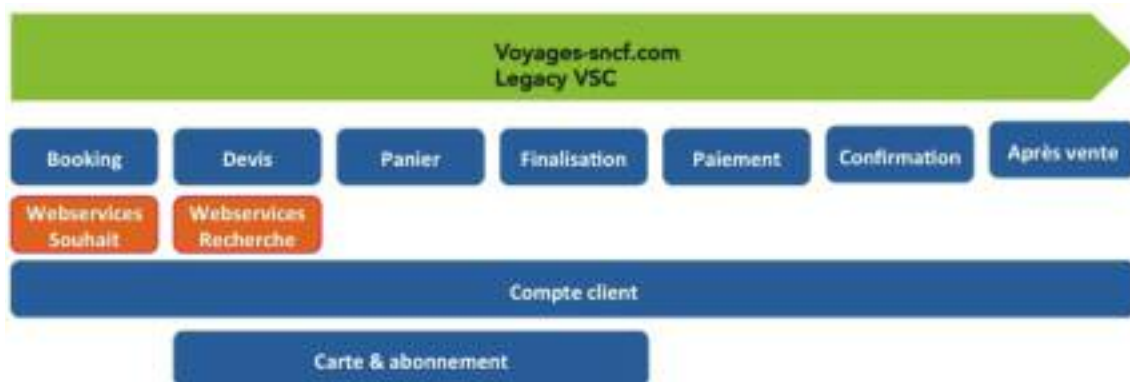 Voyages-sncf.com
Legacy VSC
Booking
Devis
Panier
Finalisation
Paiement
Confirmation
Après vente
Webservices
Souhait
Webservices
Recherche
Compte client
Carte & abonnement